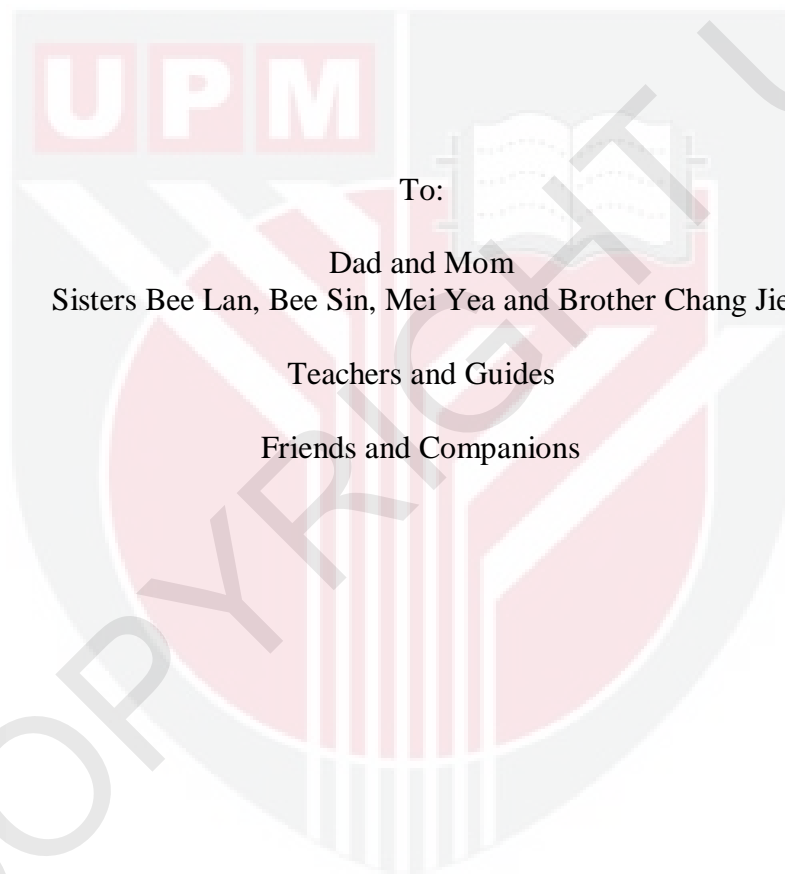 UPM
To:
Dad and Mom
Sisters Bee Lan, Bee Sin, Mei Yea and Brother Chang Jie
Teachers and Guides
Friends and Companions
OPYRIGHT U